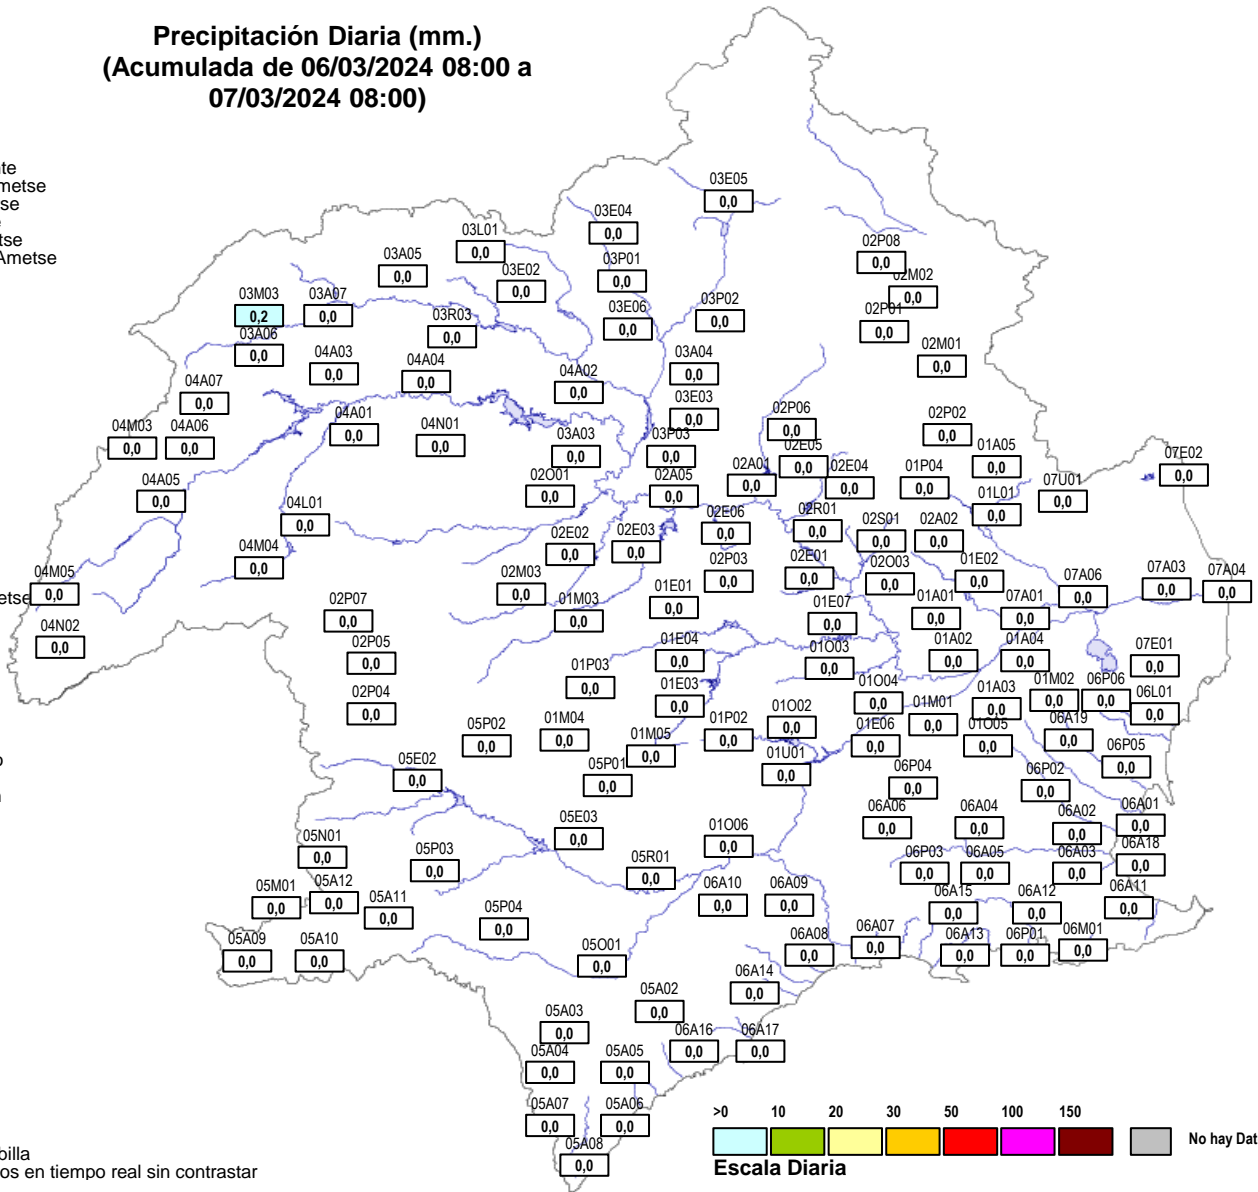 Precipitación Diaria (mm.)
(Acumulada de 06/03/2024 08:00 a
07/03/2024 08:00)
nte
metse
tse
e
tse
Ametse
etse
o
a
billa
os en tiempo real sin contrastar
03E05
0,0
03E04
0,0
03L01
0,0
03A05
0,0
03E02
0,0
03P01
0,0
02P08
0,0
02M02
0,0
03M03
0,2
03A07
0,0
03R03
0,0
03E06
0,0
03P02
0,0
02P01
0,0
03A06
0,0
04A03
0,0
04A04
0,0
04A02
0,0
03A04
0,0
02M01
0,0
04A07
0,0
04A01
0,0
04N01
0,0
03E03
0,0
02P06
0,0
02P02
0,0
04M03
0,0
04A06
0,0
03A03
0,0
03P03
0,0
02E05
0,0
01A05
0,0
07E02
0,0
04A05
0,0
02O01
0,0
02A05
0,0
02A01
0,0
02E04
0,0
01P04
0,0
07U01
0,0
01L01
0,0
04L01
0,0
02E06
0,0
02R01
0,0
02S01
0,0
02A02
0,0
04M04
0,0
02E02
0,0
02E03
0,0
04M05
0,0
02M03
0,0
02P03
0,0
02E01
0,0
02O03
0,0
01E02
0,0
07A06
0,0
07A03
0,0
07A04
0,0
02P07
0,0
01M03
0,0
01E01
0,0
01E07
0,0
01A01
0,0
07A01
0,0
04N02
0,0
02P05
0,0
01E04
0,0
01O03
0,0
01A02
0,0
01A04
0,0
07E01
0,0
01P03
0,0
01E03
0,0
01O04
0,0
01A03
0,0
01M02
0,0
06P06
0,0
06L01
0,0
02P04
0,0
05P02
0,0
01M04
0,0
01M05
0,0
01P02
0,0
01O02
0,0
01E06
0,0
01M01
0,0
01O05
0,0
06A19
0,0
06P05
0,0
05E02
0,0
05P01
0,0
01U01
0,0
06P04
0,0
06P02
0,0
05E03
0,0
01O06
0,0
06A06
0,0
06A04
0,0
06A02
0,0
06A01
0,0
05N01
0,0
05P03
0,0
05R01
0,0
06P03
0,0
06A05
0,0
06A03
0,0
06A18
0,0
05M01
0,0
05A12
0,0
05A11
0,0
06A10
0,0
06A09
0,0
06A15
0,0
06A12
0,0
06A11
0,0
05A09
0,0
05A10
0,0
05P04
0,0
05O01
0,0
06A08
0,0
06A07
0,0
06A13
0,0
06P01
0,0
06M01
0,0
06A14
0,0
05A02
0,0
05A03
0,0
06A16
0,0
06A17
0,0
05A04
0,0
05A05
0,0
05A07
0,0
05A06
0,0
05A08
0,0
>0 10 20 30 50 100 150
No hay Dat
Escala Diaria